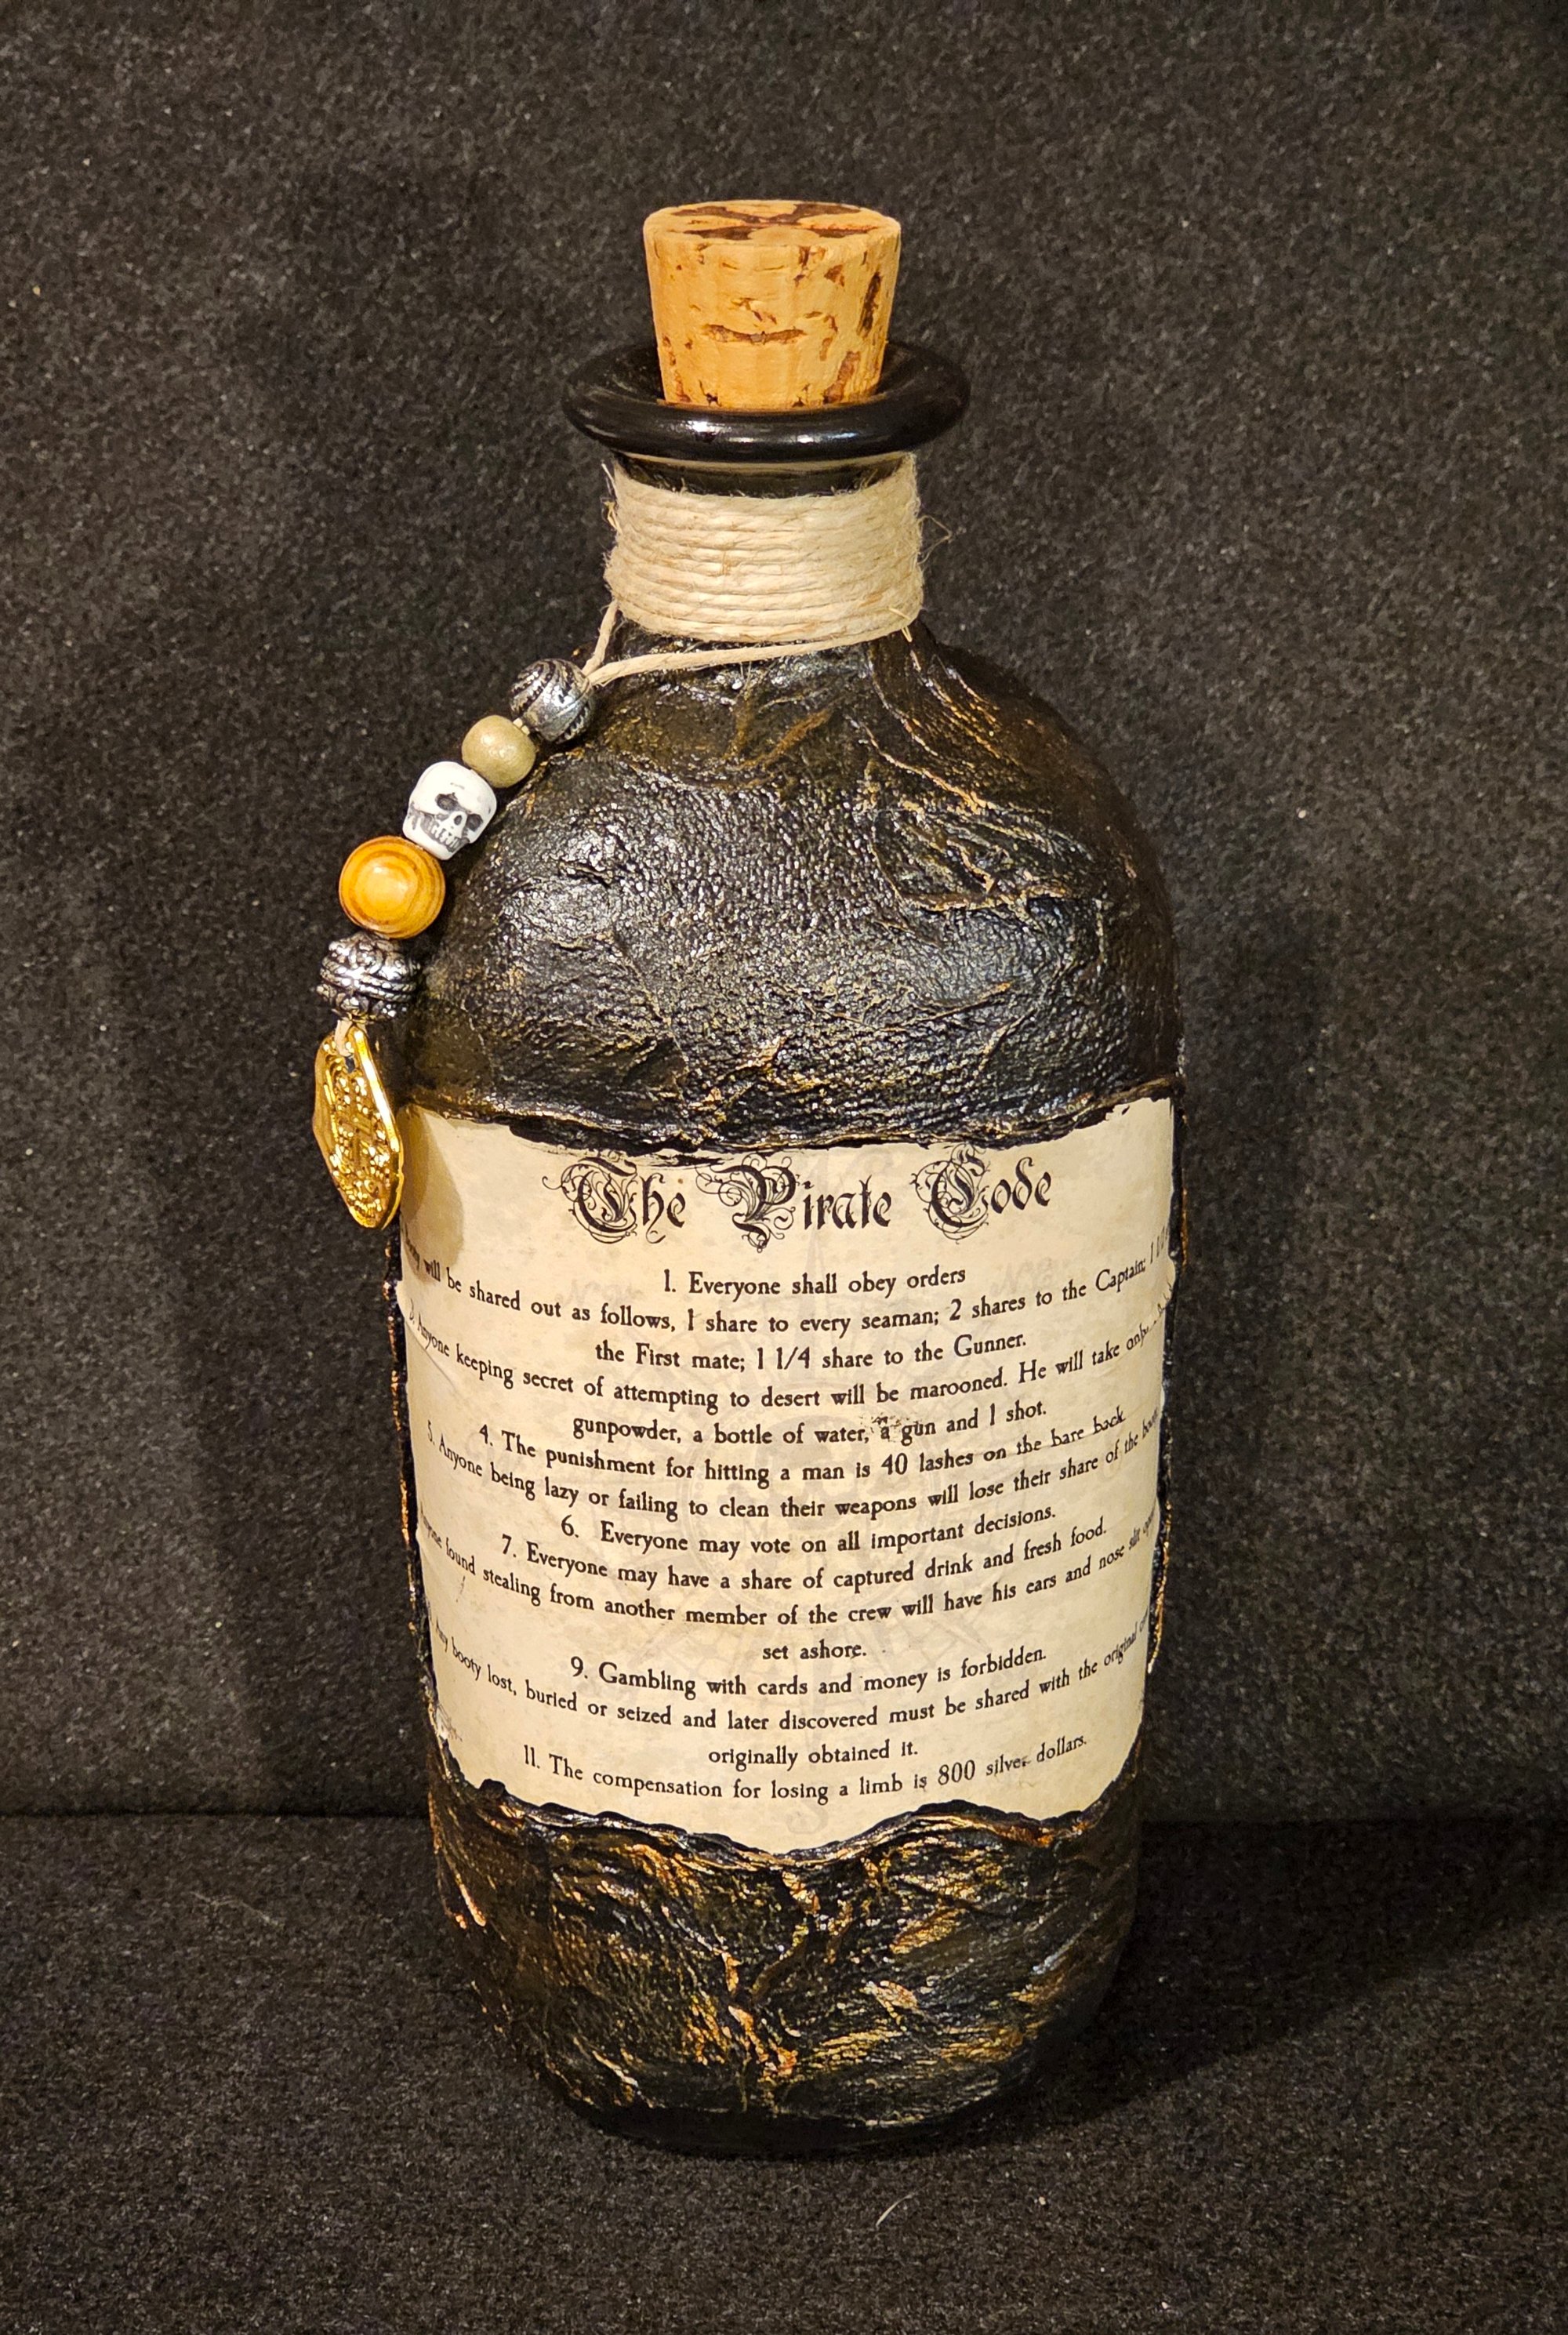 The Pirate Code
1. Everyone shall obey orders
will be shared out as follows, 1 share to every seaman; 2 shares to the Captain; 1
the First mate; 1 1/4 share to the Gunner.
3. Anyone keeping secret of attempting to desert will be marooned. He will take only
gunpowder, a bottle of water, a gun and 1 shot.
4. The punishment for hitting a man is 40 lashes on the bare back
5. Anyone being lazy or failing to clean their weapons will lose their share of the
6. Everyone may vote on all important decisions.
7. Everyone may have a share of captured drink and fresh food.
found stealing from another member of the crew will have his ears and nose slit open
set ashore.
9. Gambling with cards and money is forbidden.
booty lost, buried or seized and later discovered must be shared with the original
originally obtained it.
11. The compensation for losing a limb is 800 silver dollars.